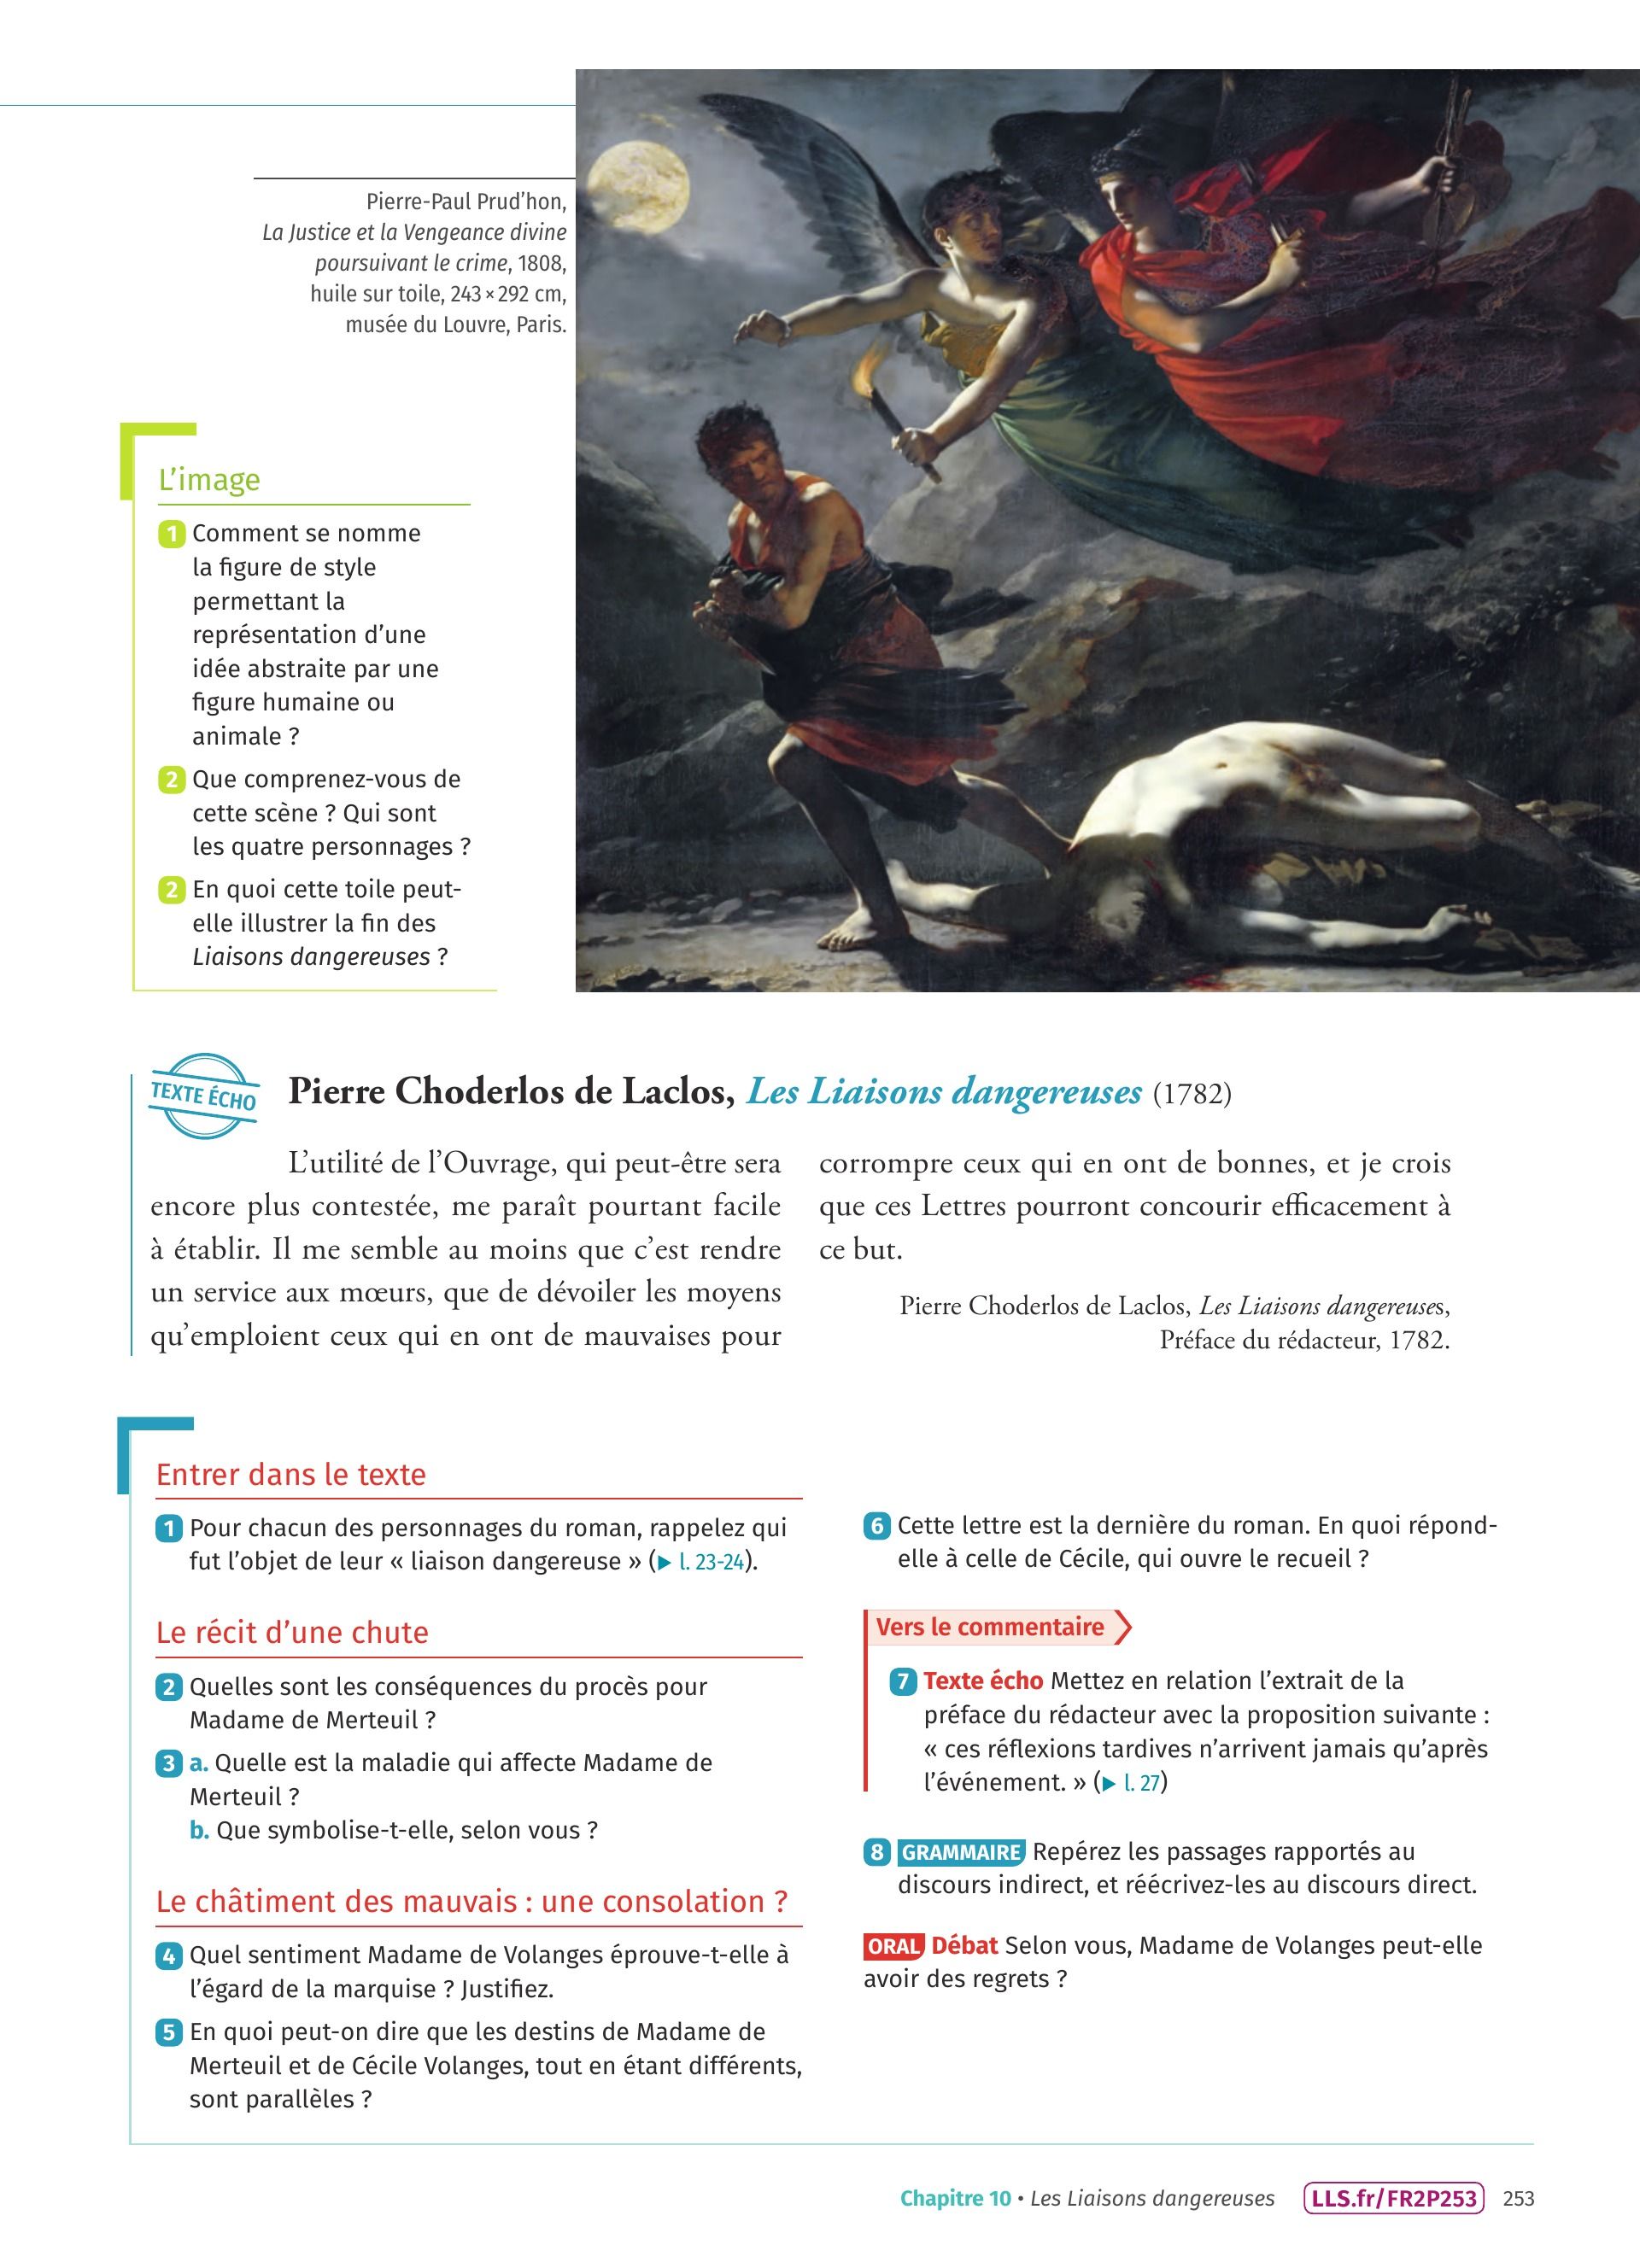 Pierre-Paul Prud'hon,
La Justice et la Vengeance divine
poursuivant le crime, 1808,
huile sur toile, 243 × 292 cm,
musée du Louvre, Paris.
L'image
1 Comment se nomme
la figure de style
permettant la
représentation d'une
idée abstraite par une
figure humaine ou
animale ?
2 Que comprenez-vous de
cette scène ? Qui sont
les quatre personnages ?
2 En quoi cette toile peut-
elle illustrer la fin des
Liaisons dangereuses ?
TEXTE ÉCHO
Pierre Choderlos de Laclos, Les Liaisons dangereuses (1782)
L'utilité de l'Ouvrage, qui peut-être sera
encore plus contestée, me paraît pourtant facile
à établir. Il me semble au moins que c'est rendre
un service aux mœurs, que de dévoiler les moyens
qu'emploient ceux qui en ont de mauvaises pour
corrompre ceux qui en ont de bonnes, et je crois
que ces Lettres pourront concourir efficacement à
ce but.
Pierre Choderlos de Laclos, Les Liaisons dangereuses,
Préface du rédacteur, 1782.
Entrer dans le texte
1 Pour chacun des personnages du roman, rappelez qui
fut l'objet de leur « liaison dangereuse » (▶ l. 23-24).
Le récit d'une chute
2 Quelles sont les conséquences du procès pour
Madame de Merteuil ?
3 a. Quelle est la maladie qui affecte Madame de
Merteuil ?
b. Que symbolise-t-elle, selon vous ?
Le châtiment des mauvais : une consolation ?
4 Quel sentiment Madame de Volanges éprouve-t-elle à
l'égard de la marquise ? Justifiez.
5 En quoi peut-on dire que les destins de Madame de
Merteuil et de Cécile Volanges, tout en étant différents,
sont parallèles ?
6 Cette lettre est la dernière du roman. En quoi répond-
elle à celle de Cécile, qui ouvre le recueil ?
Vers le commentaire
7 Texte écho Mettez en relation l'extrait de la
préface du rédacteur avec la proposition suivante :
« ces réflexions tardives n'arrivent jamais qu'après
l'événement. » (▶ l. 27)
8 GRAMMAIRE Repérez les passages rapportés au
discours indirect, et réécrivez-les au discours direct.
ORAL Débat Selon vous, Madame de Volanges peut-elle
avoir des regrets ?
Chapitre 10 • Les Liaisons dangereuses LLS.fr/FR2P253 253